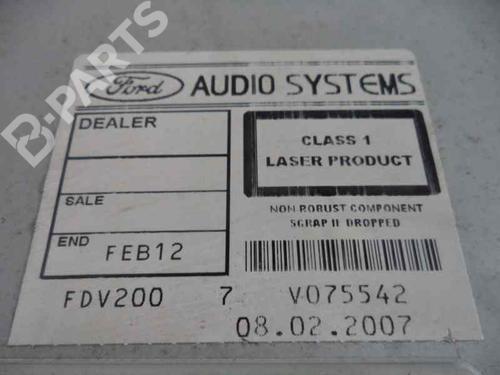 B-PARTS
Ford AUDIO SYSTEMS
DEALER
CLASS 1
LASER PRODUCT
SALE
NON-ROBUST COMPONENT
SCRAP IF DROPPED
END
FEB12
FDV200 7 V075542
08.02.2007